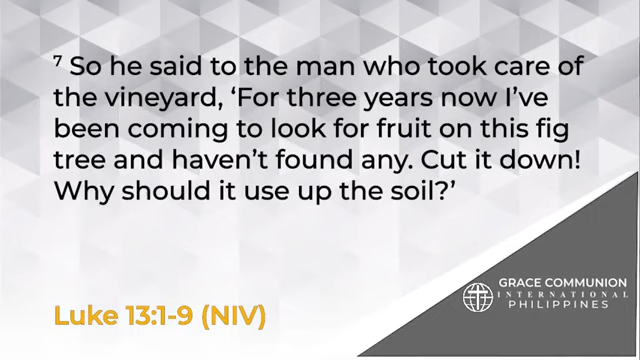 ⁷ So he said to the man who took care of
the vineyard, ‘For three years now I’ve
been coming to look for fruit on this fig
tree and haven’t found any. Cut it down!
Why should it use up the soil?’
Luke 13:1-9 (NIV)
GRACE COMMUNION
INTERNATIONAL
PHILIPPINES